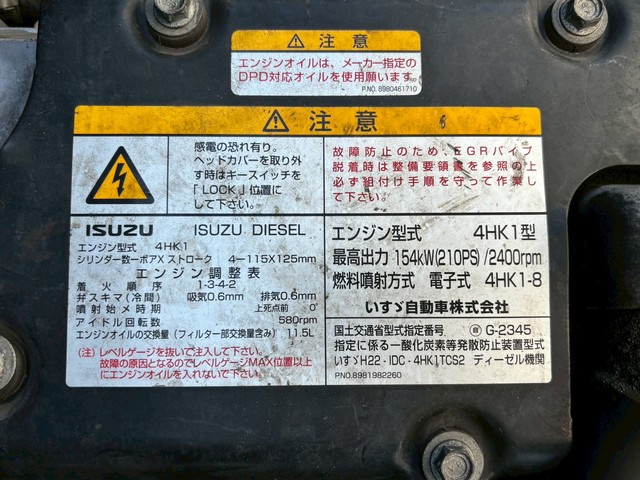 ⚠ 注意
エンジンオイルは、メーカー指定の
DPD対応オイルを使用願います。
P.NO. 8980461710
⚠ 注意
感電の恐れ有り。
ヘッドカバーを取り外
す時はキースイッチを
「LOCK」位置に
して下さい。
故障防止のため、EGRパイプ
脱着時は整備要領書を参照の上
必ず組付け手順を守って作業し
て下さい。
ISUZU ISUZU DIESEL
エンジン型式 4HK1
シリンダー数ーボアX ストローク 4-115X125mm
エンジン調整表
着火順序 1-3-4-2
弁スキマ(冷間) 吸気0.6mm 排気0.6mm
噴射始メ時期 上死点前 0°
アイドル回転数 580rpm
エンジンオイルの交換量(フィルター部交換量含み) 11.5L
(注)レベルゲージを抜いて注入して下さい。
故障の原因となるのでレベルゲージMAX位置以上
にエンジンオイルを入れないで下さい。
エンジン型式 4HK1型
最高出力 154kW(210PS)/2400rpm
燃料噴射方式 電子式 4HK1-8
いすゞ自動車株式会社
国土交通省型式指定番号 G-2345
指定に係る一酸化炭素等発散防止装置型式
いすゞH22-IDC-4HK1TCS2 ディーゼル機関
P.NO.8981982260